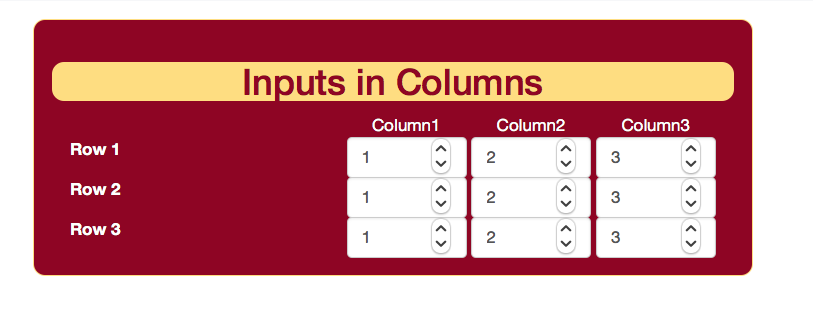 Inputs in Columns
Column1 Column2 Column3
Row 1 1 2 3
Row 2 1 2 3
Row 3 1 2 3